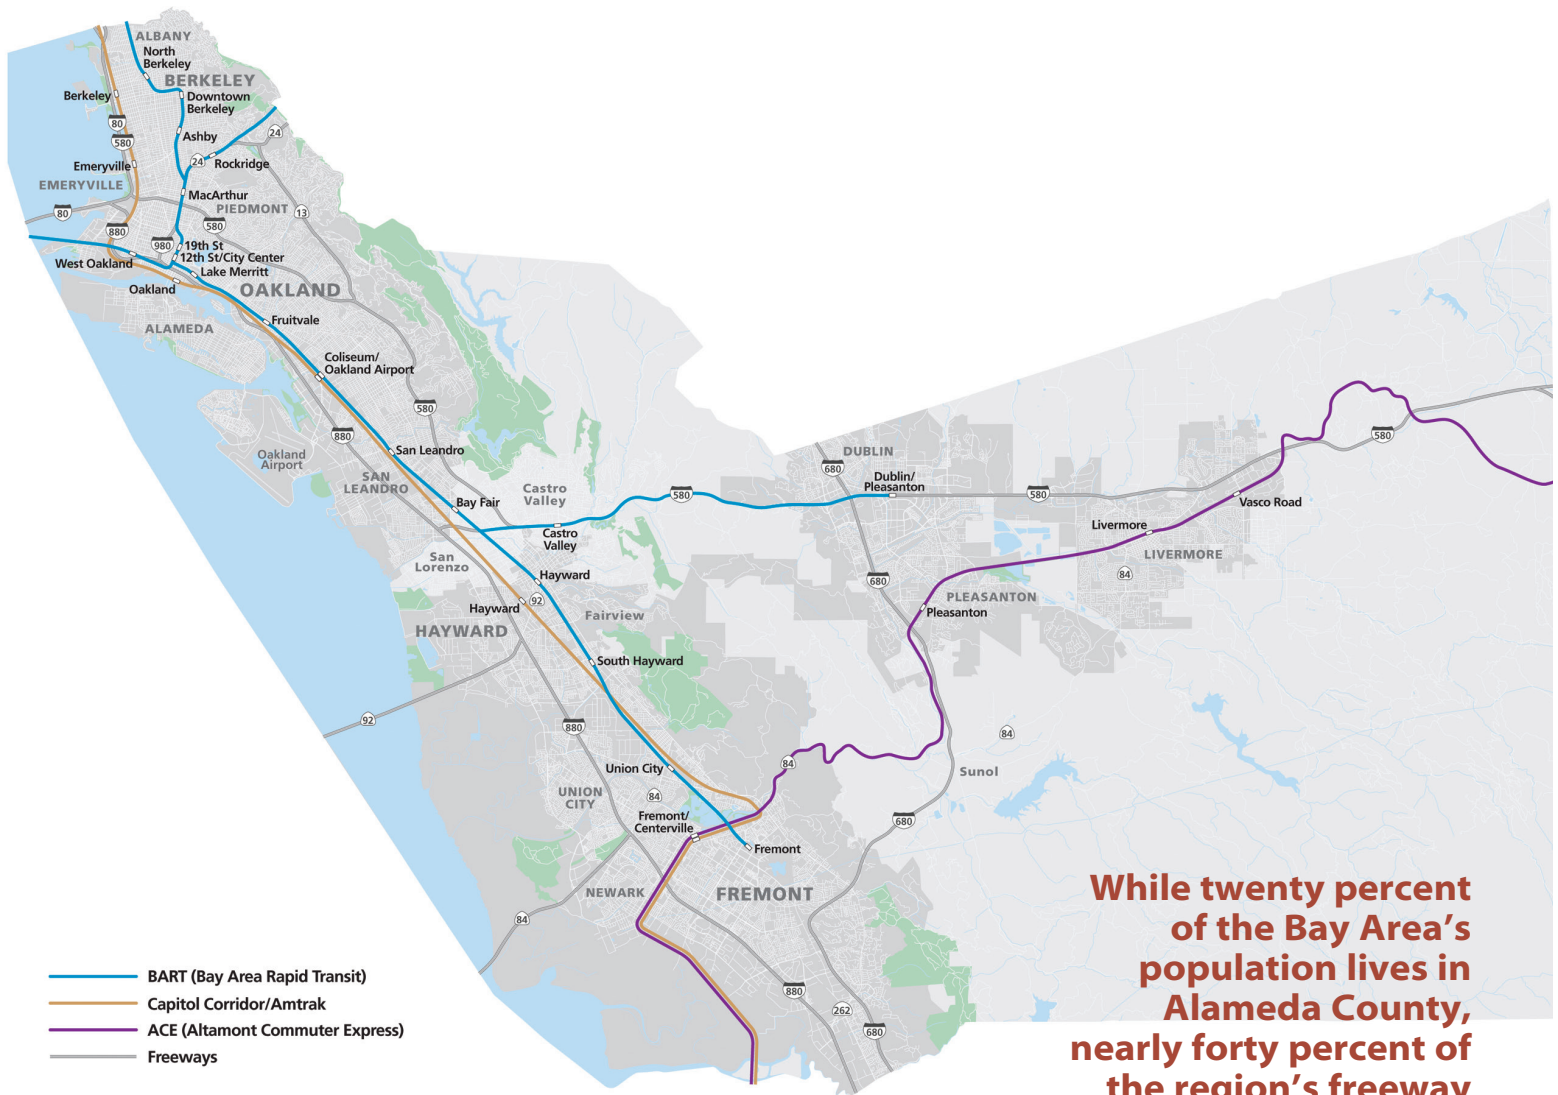 ALBANY
North
Berkeley
BERKELEY
Berkeley
Downtown
Berkeley
80
580
Ashby
24
24
Rockridge
Emeryville
EMERYVILLE
MacArthur
PIEDMONT
80
13
880
580
980
19th St
12th St/City Center
West Oakland
Lake Merritt
Oakland
OAKLAND
ALAMEDA
Fruitvale
Coliseum/
Oakland Airport
580
880
Oakland
Airport
San Leandro
SAN
LEANDRO
Bay Fair
Castro
Valley
580
680
DUBLIN
Dublin/
Pleasanton
580
580
Vasco Road
Castro
Valley
Livermore
LIVERMORE
84
San
Lorenzo
Hayward
92
Hayward
Fairview
680
PLEASANTON
Pleasanton
HAYWARD
South Hayward
92
880
84
84
Sunol
Union City
UNION
CITY
84
Fremont/
Centerville
680
Fremont
NEWARK
FREMONT
84
880
262
680
BART (Bay Area Rapid Transit)
Capitol Corridor/Amtrak
ACE (Altamont Commuter Express)
Freeways
While twenty percent
of the Bay Area’s
population lives in
Alameda County,
nearly forty percent of
the region’s freeway